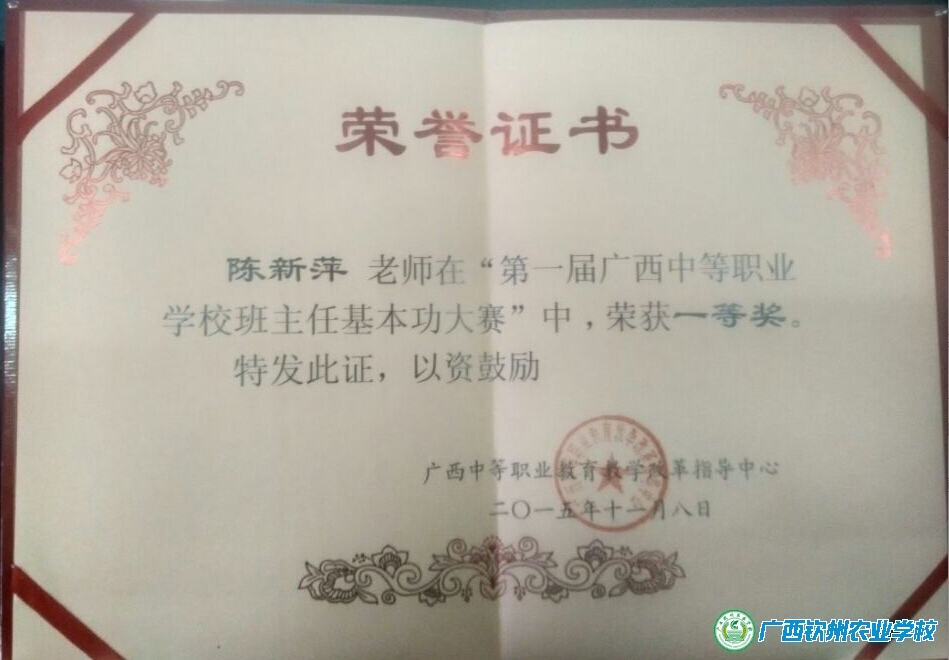 荣誉证书
陈新萍 老师在“第一届广西中等职业
学校班主任基本功大赛”中，荣获一等奖。
特发此证，以资鼓励
广西中等职业教育教学改革指导中心
二〇一五年十一月八日
广西钦州农业学校